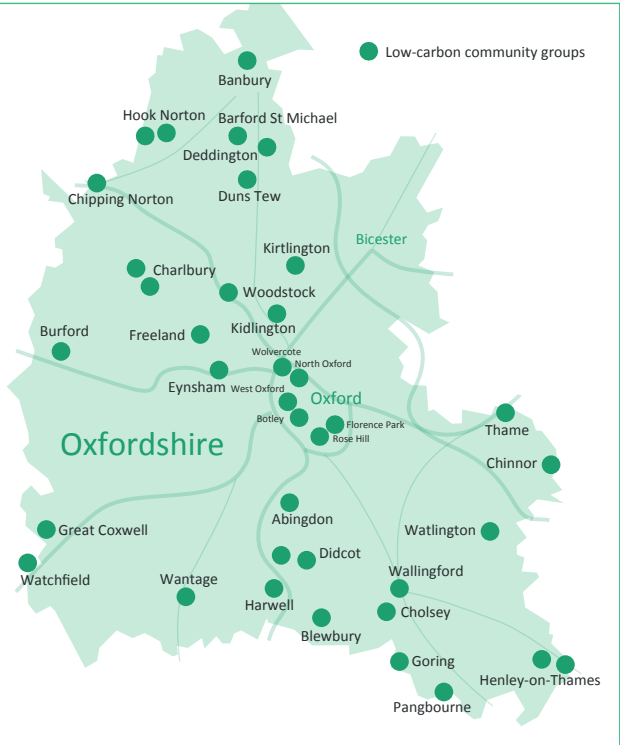 Low-carbon community groups
Banbury
Hook Norton
Barford St Michael
Deddington
Chipping Norton
Duns Tew
Bicester
Kirtlington
Charlbury
Woodstock
Kidlington
Burford
Freeland
Wolvercote
North Oxford
Eynsham
West Oxford
Oxford
Botley
Florence Park
Rose Hill
Thame
Oxfordshire
Chinnor
Abingdon
Great Coxwell
Watlington
Didcot
Watchfield
Wantage
Harwell
Wallingford
Cholsey
Blewbury
Goring
Henley-on-Thames
Pangbourne